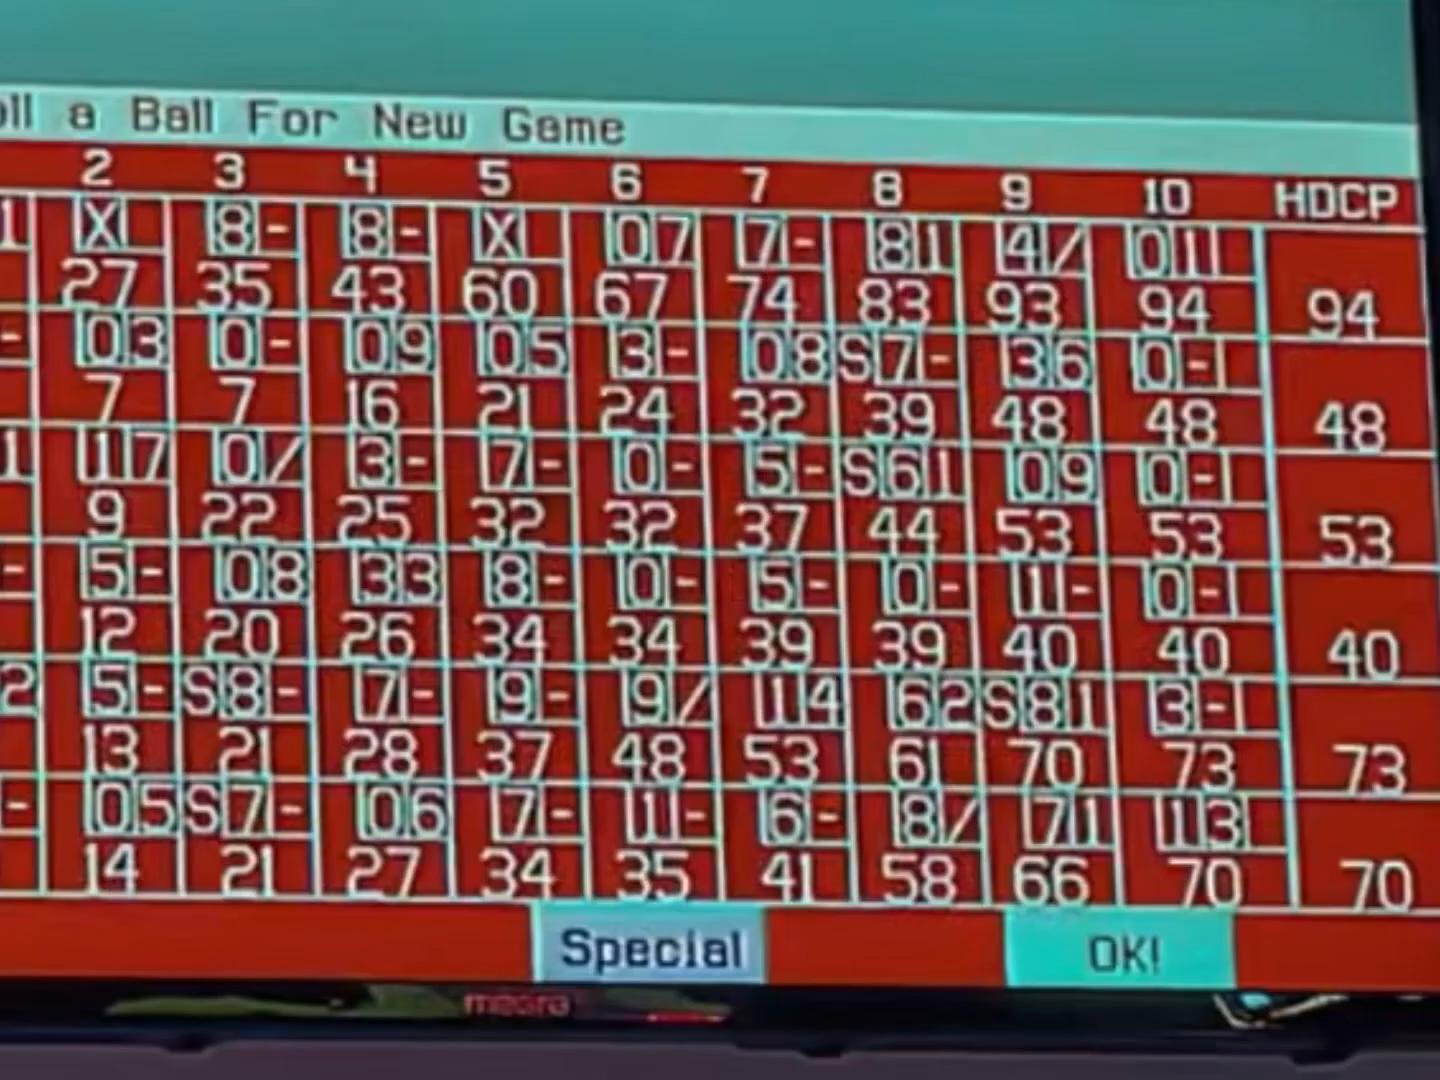 a Ball For New Game
2 3 4 5 6 7 8 9 10 HDCP
1 X 8- 8- X 07 7- 81 4/ 01
27 35 43 60 67 74 83 93 94 94
- 03 0- 09 05 3- 08 S7- 36 0-
7 7 16 21 24 32 39 48 48 48
1 17 0/ 3- 7- 0- 5- S61 09 0-
9 22 25 32 32 37 44 53 53 53
- 5- 08 33 8- 0- 5- 0- 1- 0-
12 20 26 34 34 39 39 40 40 40
2 5- S8- 7- 9- 9/ 14 62 S81 3-
13 21 28 37 48 53 61 70 73 73
- 05 S7- 06 7- 1- 6- 8/ 71 13
14 21 27 34 35 41 58 66 70 70
Special OK!